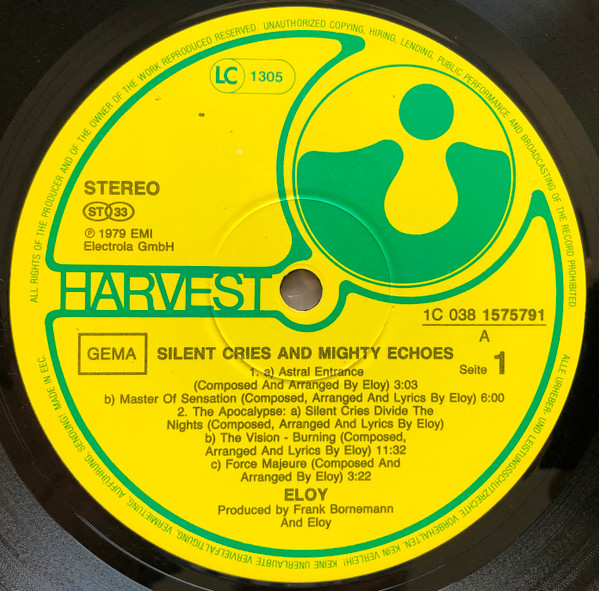 ALL RIGHTS OF THE PRODUCER AND OF THE OWNER OF THE WORK REPRODUCED RESERVED. UNAUTHORIZED COPYING, HIRING, LENDING, PUBLIC PERFORMANCE AND BROADCASTING OF THE RECORD PROHIBITED.
LC 1305
STEREO
ST 33
℗ 1979 EMI
Electrola GmbH
HARVEST
1C 038 1575791
A
GEMA
SILENT CRIES AND MIGHTY ECHOES
Seite 1
1. a) Astral Entrance
(Composed And Arranged By Eloy) 3:03
b) Master Of Sensation (Composed, Arranged And Lyrics By Eloy) 6:00
2. The Apocalypse: a) Silent Cries Divide The
Nights (Composed, Arranged And Lyrics By Eloy)
b) The Vision - Burning (Composed,
Arranged And Lyrics By Eloy) 11:32
c) Force Majeure (Composed And
Arranged By Eloy) 3:22
ELOY
Produced by Frank Bornemann
And Eloy
ALLE URHEBER- UND LEISTUNGSSCHUTZRECHTE VORBEHALTEN. KEIN VERLEIH! KEINE UNERLAUBTE VERVIELFÄLTIGUNG, VERMIETUNG, AUFFÜHRUNG, SENDUNG! MADE IN EEC.